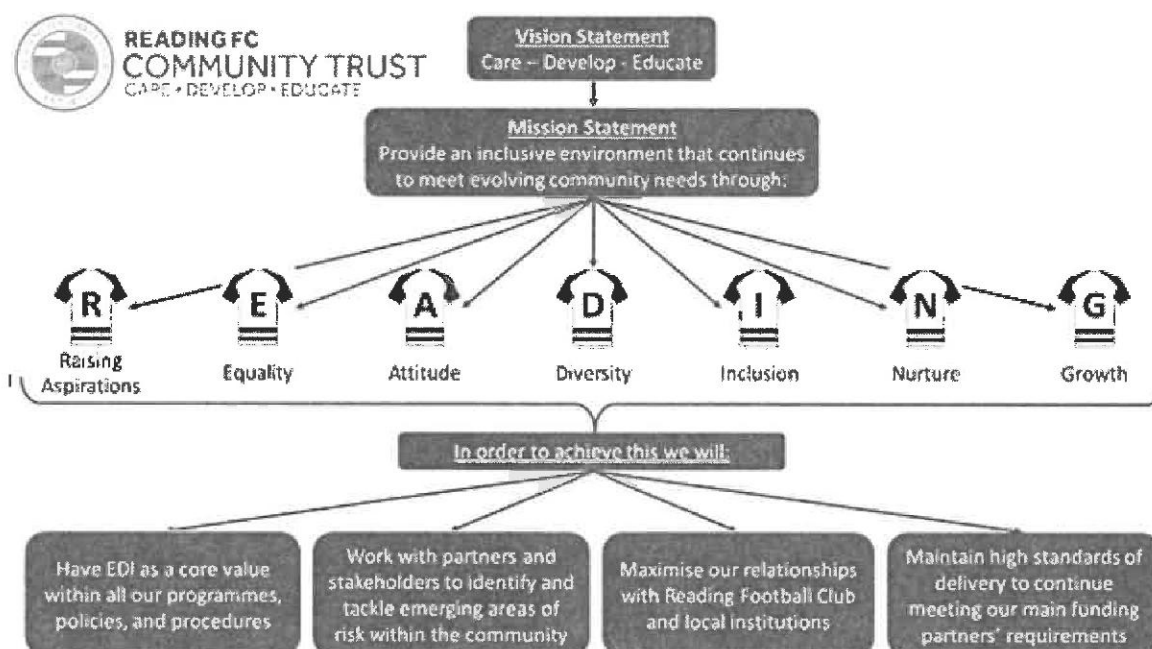 READING FC
COMMUNITY TRUST
CARE • DEVELOP • EDUCATE
Vision Statement
Care – Develop - Educate
Mission Statement
Provide an inclusive environment that continues
to meet evolving community needs through:
R
E
A
D
I
N
G
Raising
Aspirations
Equality
Attitude
Diversity
Inclusion
Nurture
Growth
In order to achieve this we will:
Have EDI as a core value
within all our programmes,
policies, and procedures
Work with partners and
stakeholders to identify and
tackle emerging areas of
risk within the community
Maximise our relationships
with Reading Football Club
and local institutions
Maintain high standards of
delivery to continue
meeting our main funding
partners' requirements